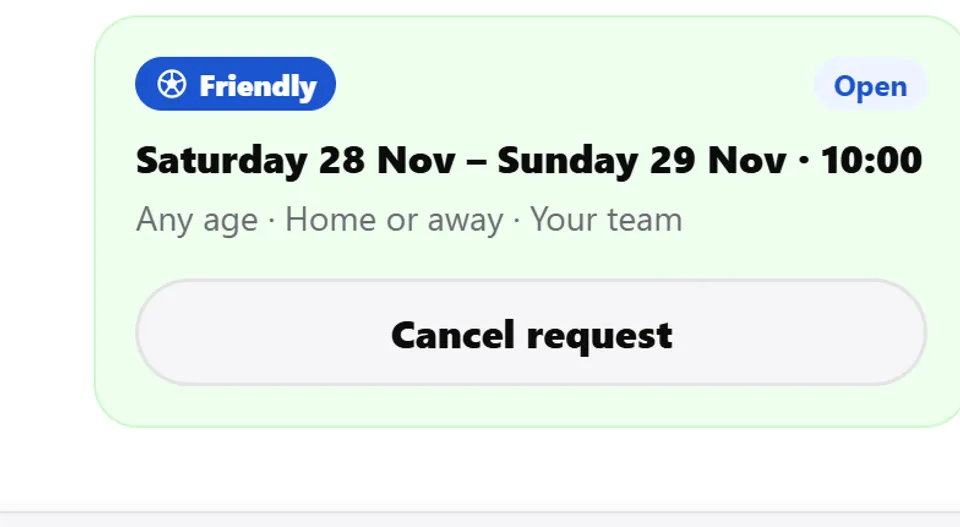 Friendly
Open
Saturday 28 Nov – Sunday 29 Nov · 10:00
Any age · Home or away · Your team
Cancel request